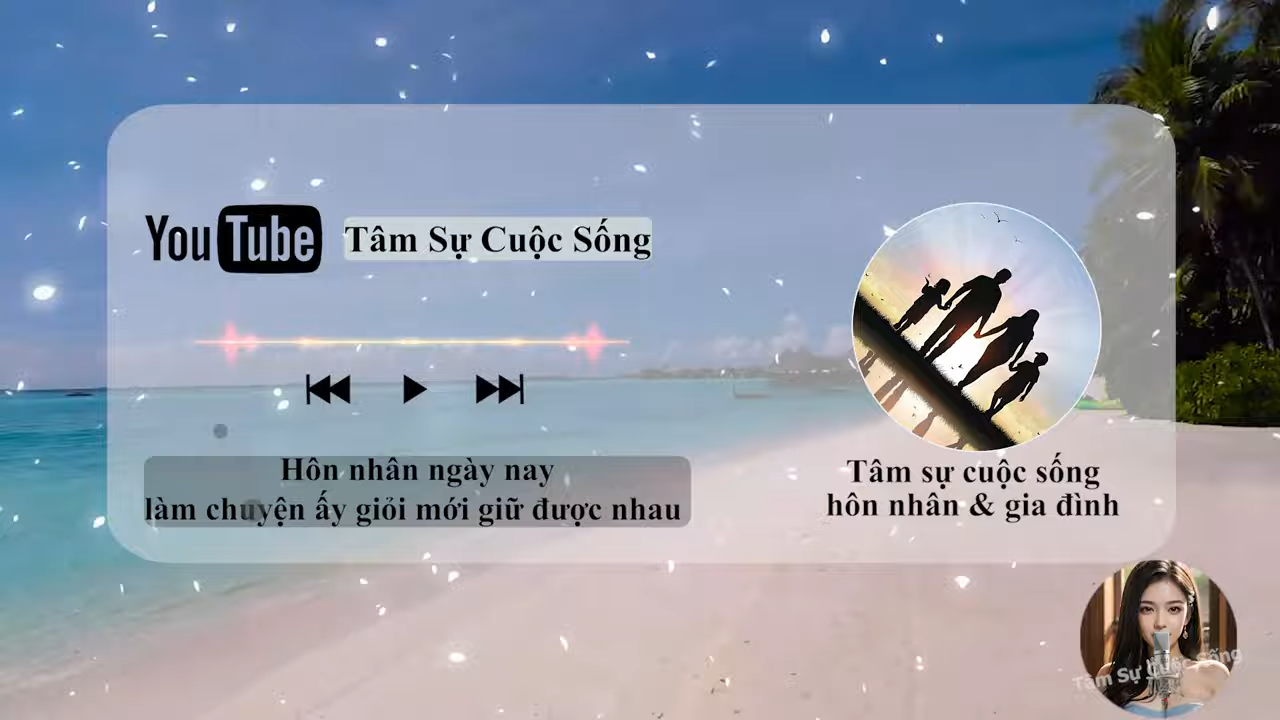 YouTube Tâm Sự Cuộc Sống
Hôn nhân ngày nay
làm chuyện ấy giỏi mới giữ được nhau
Tâm sự cuộc sống
hôn nhân & gia đình
Tâm Sự Cuộc Sống